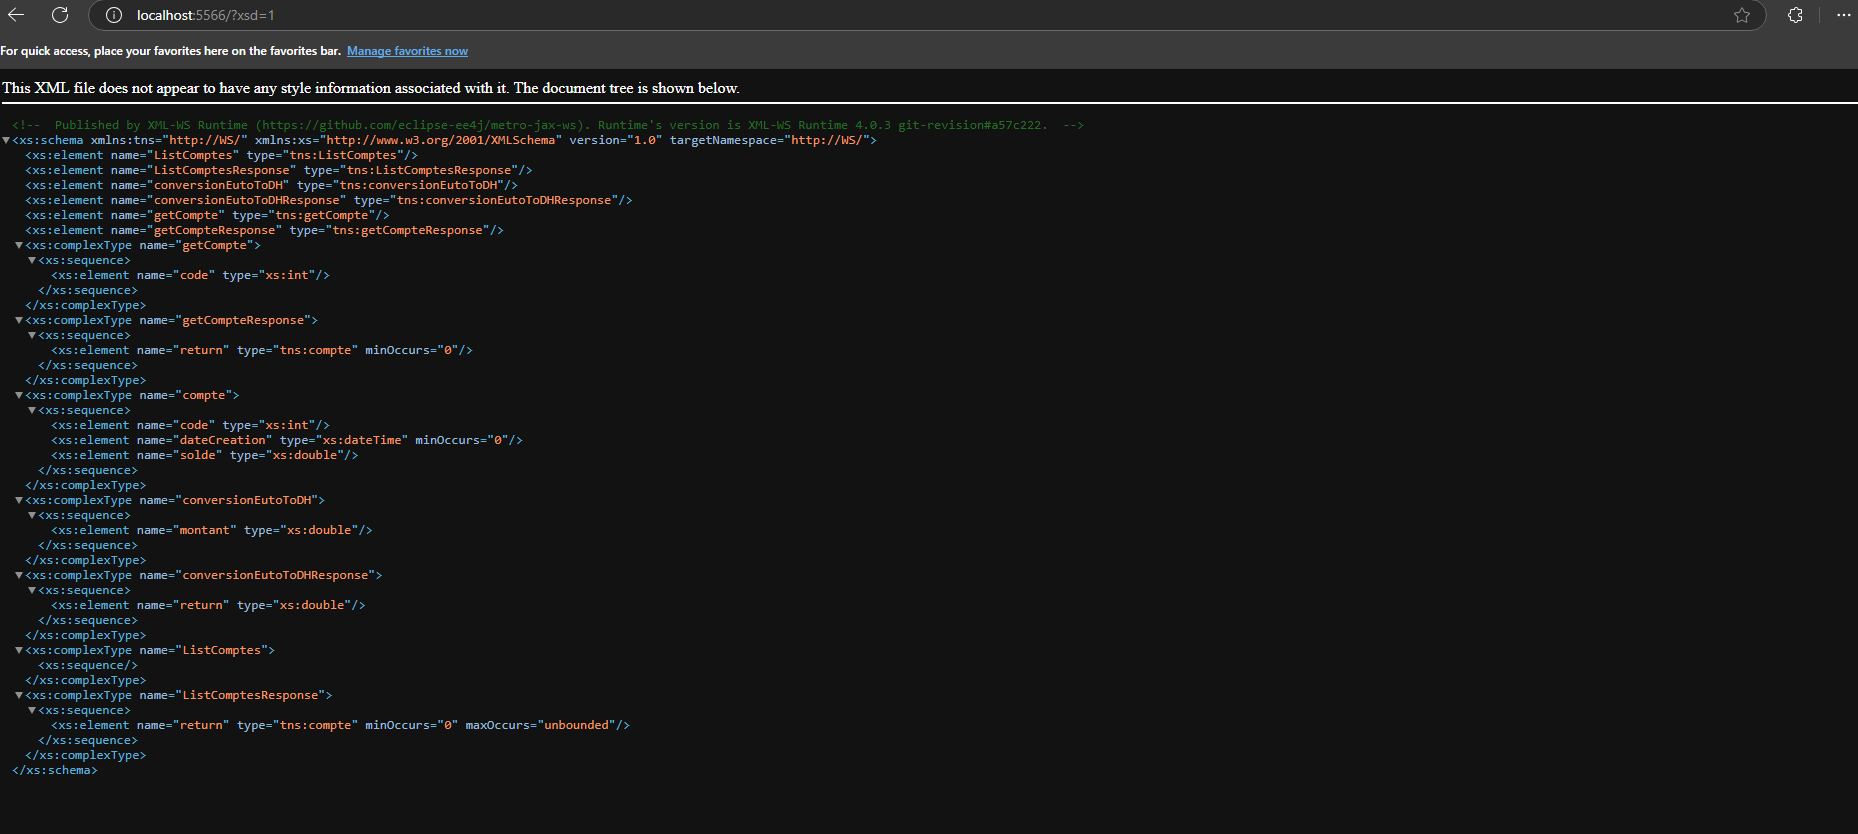 localhost:5566/?xsd=1
For quick access, place your favorites here on the favorites bar. Manage favorites now
This XML file does not appear to have any style information associated with it. The document tree is shown below.
<!-- Published by XML-WS Runtime (https://github.com/eclipse-ee4j/metro-jax-ws). Runtime's version is XML-WS Runtime 4.0.3 git-revision#a57c222. -->
<xs:schema xmlns:tns="http://WS/" xmlns:xs="http://www.w3.org/2001/XMLSchema" version="1.0" targetNamespace="http://WS/">
<xs:element name="ListComptes" type="tns:ListComptes"/>
<xs:element name="ListComptesResponse" type="tns:ListComptesResponse"/>
<xs:element name="conversionEutoToDH" type="tns:conversionEutoToDH"/>
<xs:element name="conversionEutoToDHResponse" type="tns:conversionEutoToDHResponse"/>
<xs:element name="getCompte" type="tns:getCompte"/>
<xs:element name="getCompteResponse" type="tns:getCompteResponse"/>
<xs:complexType name="getCompte">
<xs:sequence>
<xs:element name="code" type="xs:int"/>
</xs:sequence>
</xs:complexType>
<xs:complexType name="getCompteResponse">
<xs:sequence>
<xs:element name="return" type="tns:compte" minOccurs="0"/>
</xs:sequence>
</xs:complexType>
<xs:complexType name="compte">
<xs:sequence>
<xs:element name="code" type="xs:int"/>
<xs:element name="dateCreation" type="xs:dateTime" minOccurs="0"/>
<xs:element name="solde" type="xs:double"/>
</xs:sequence>
</xs:complexType>
<xs:complexType name="conversionEutoToDH">
<xs:sequence>
<xs:element name="montant" type="xs:double"/>
</xs:sequence>
</xs:complexType>
<xs:complexType name="conversionEutoToDHResponse">
<xs:sequence>
<xs:element name="return" type="xs:double"/>
</xs:sequence>
</xs:complexType>
<xs:complexType name="ListComptes">
<xs:sequence/>
</xs:complexType>
<xs:complexType name="ListComptesResponse">
<xs:sequence>
<xs:element name="return" type="tns:compte" minOccurs="0" maxOccurs="unbounded"/>
</xs:sequence>
</xs:complexType>
</xs:schema>